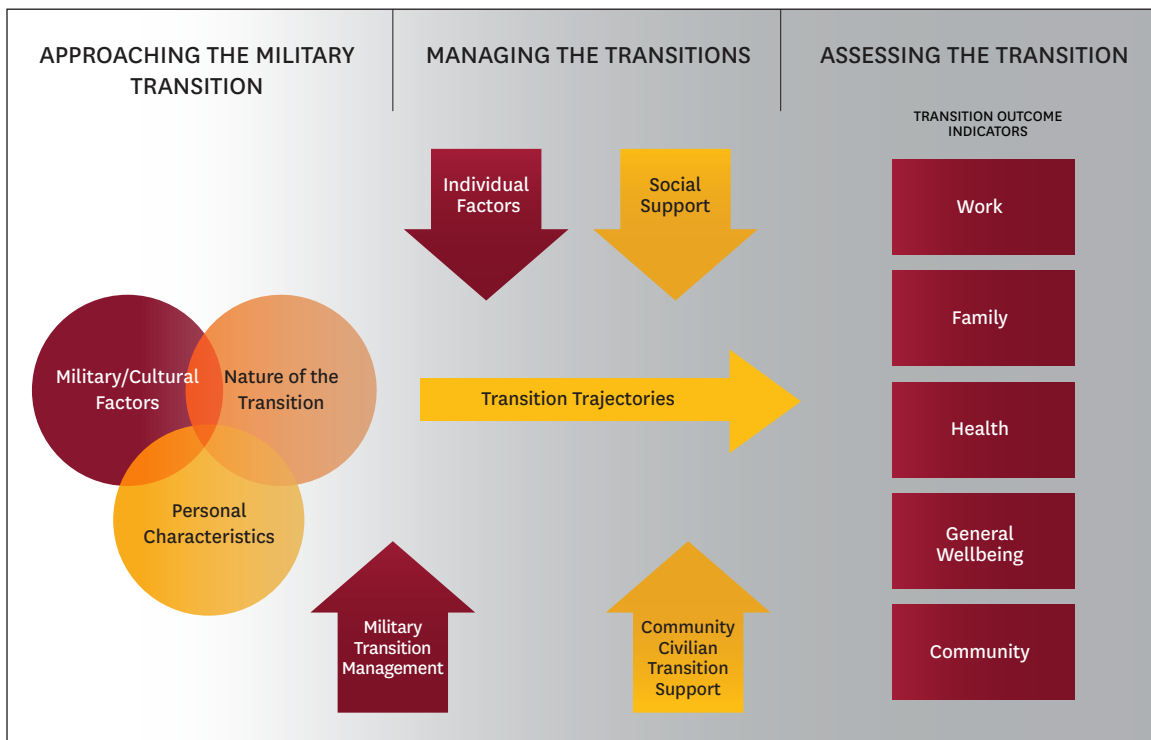 APPROACHING THE MILITARY
TRANSITION
MANAGING THE TRANSITIONS
ASSESSING THE TRANSITION
TRANSITION OUTCOME
INDICATORS
Individual
Factors
Social
Support
Work
Family
Military/Cultural
Factors
Nature of the
Transition
Transition Trajectories
Health
Personal
Characteristics
General
Wellbeing
Military
Transition
Management
Community
Civilian
Transition
Support
Community